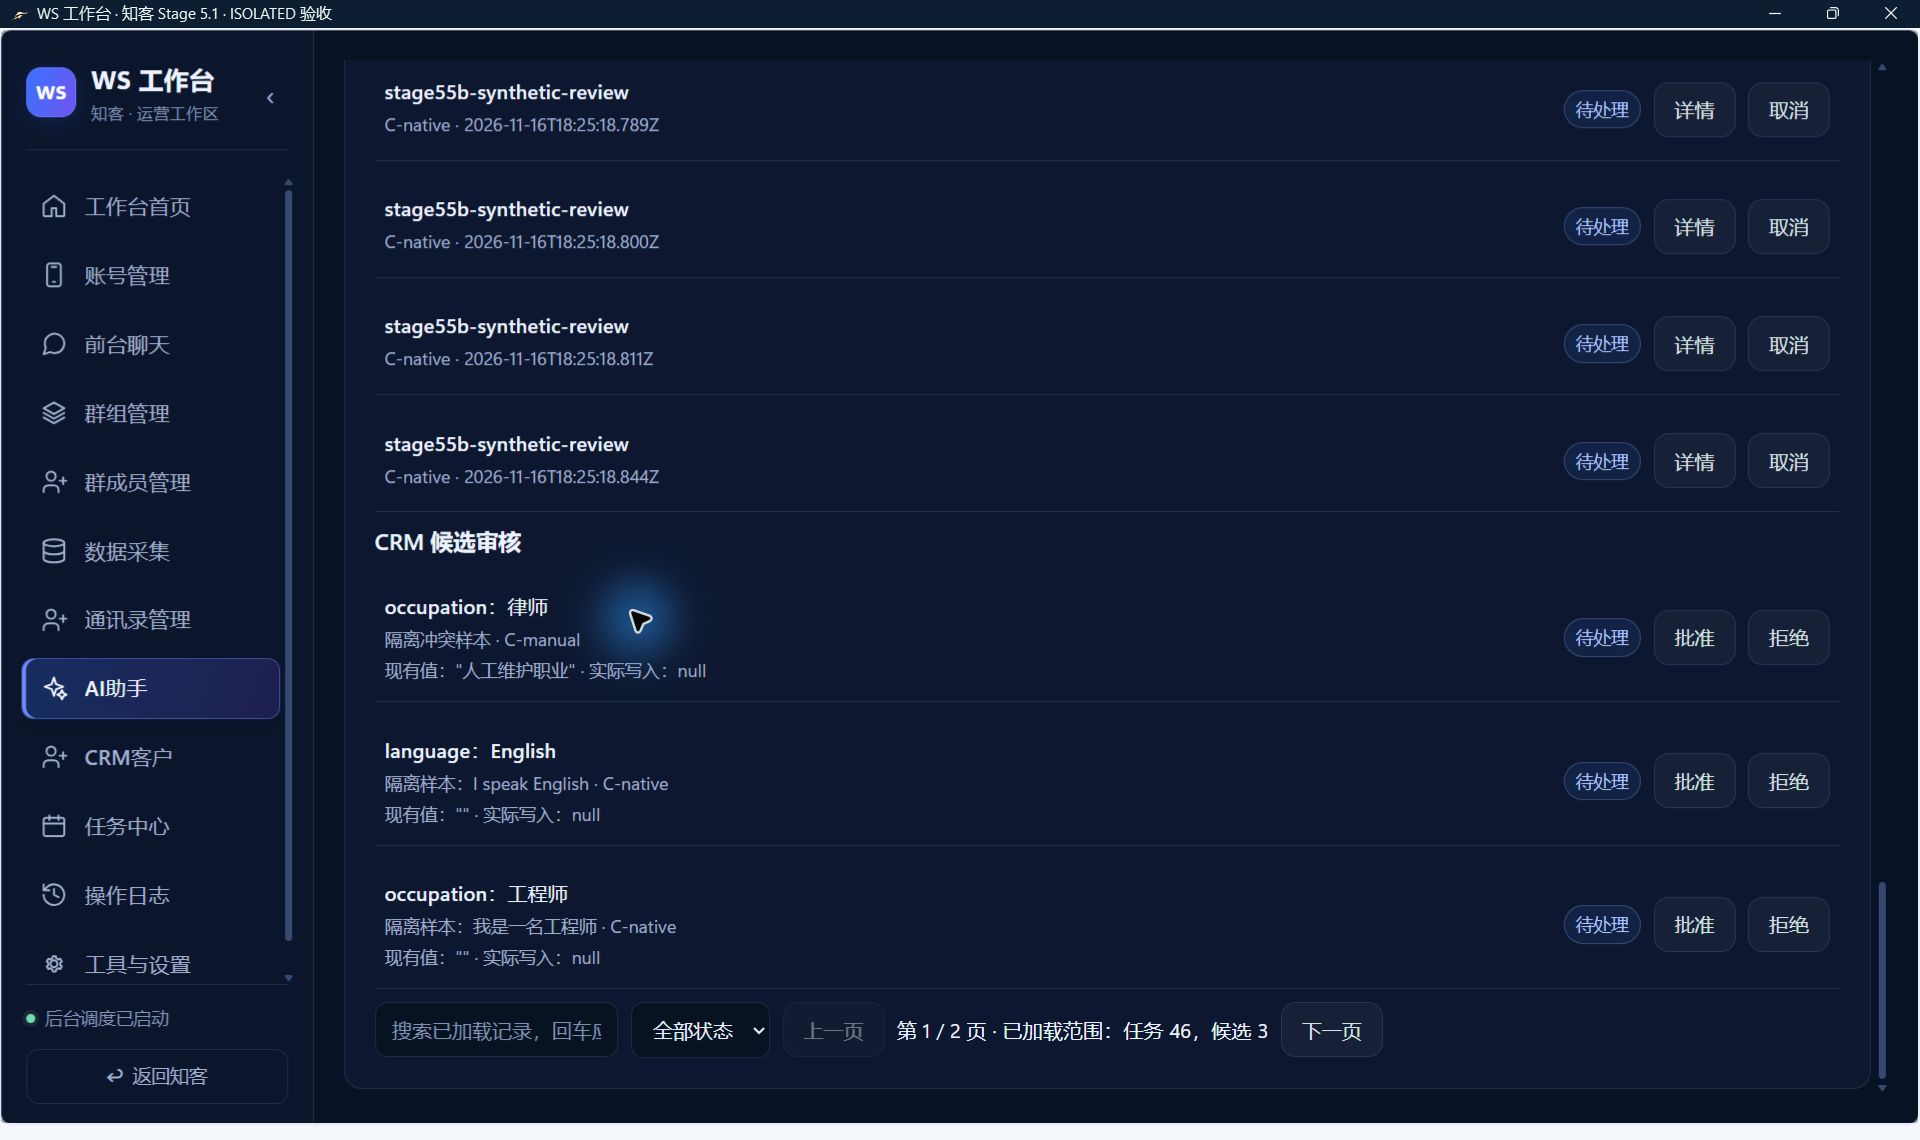 WS 工作台 · 知客 Stage 5.1 · ISOLATED 验收
WS
WS 工作台
知客 · 运营工作区
工作台首页
账号管理
前台聊天
群组管理
群成员管理
数据采集
通讯录管理
AI助手
CRM客户
任务中心
操作日志
工具与设置
后台调度已启动
返回知客
stage55b-synthetic-review
C-native · 2026-11-16T18:25:18.789Z
待处理 详情 取消
stage55b-synthetic-review
C-native · 2026-11-16T18:25:18.800Z
待处理 详情 取消
stage55b-synthetic-review
C-native · 2026-11-16T18:25:18.811Z
待处理 详情 取消
stage55b-synthetic-review
C-native · 2026-11-16T18:25:18.844Z
待处理 详情 取消
CRM 候选审核
occupation：律师
隔离冲突样本 · C-manual
现有值："人工维护职业" · 实际写入：null
待处理 批准 拒绝
language：English
隔离样本：I speak English · C-native
现有值："" · 实际写入：null
待处理 批准 拒绝
occupation：工程师
隔离样本：我是一名工程师 · C-native
现有值："" · 实际写入：null
待处理 批准 拒绝
搜索已加载记录，回车 全部状态 上一页 第 1 / 2 页 · 已加载范围：任务 46，候选 3 下一页